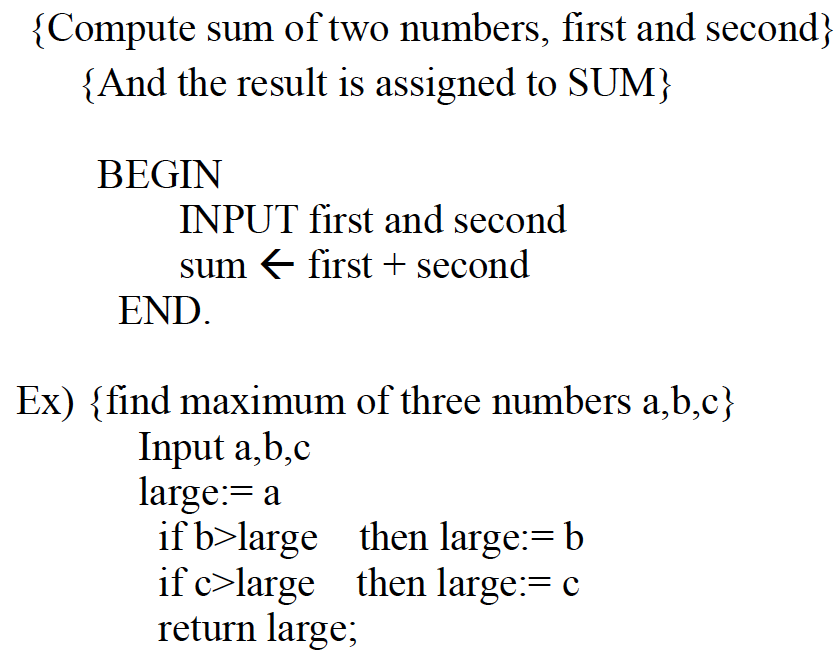 {Compute sum of two numbers, first and second}
{And the result is assigned to SUM}
BEGIN
INPUT first and second
sum ← first + second
END.
Ex) {find maximum of three numbers a,b,c}
Input a,b,c
large:= a
if b>large then large:= b
if c>large then large:= c
return large;